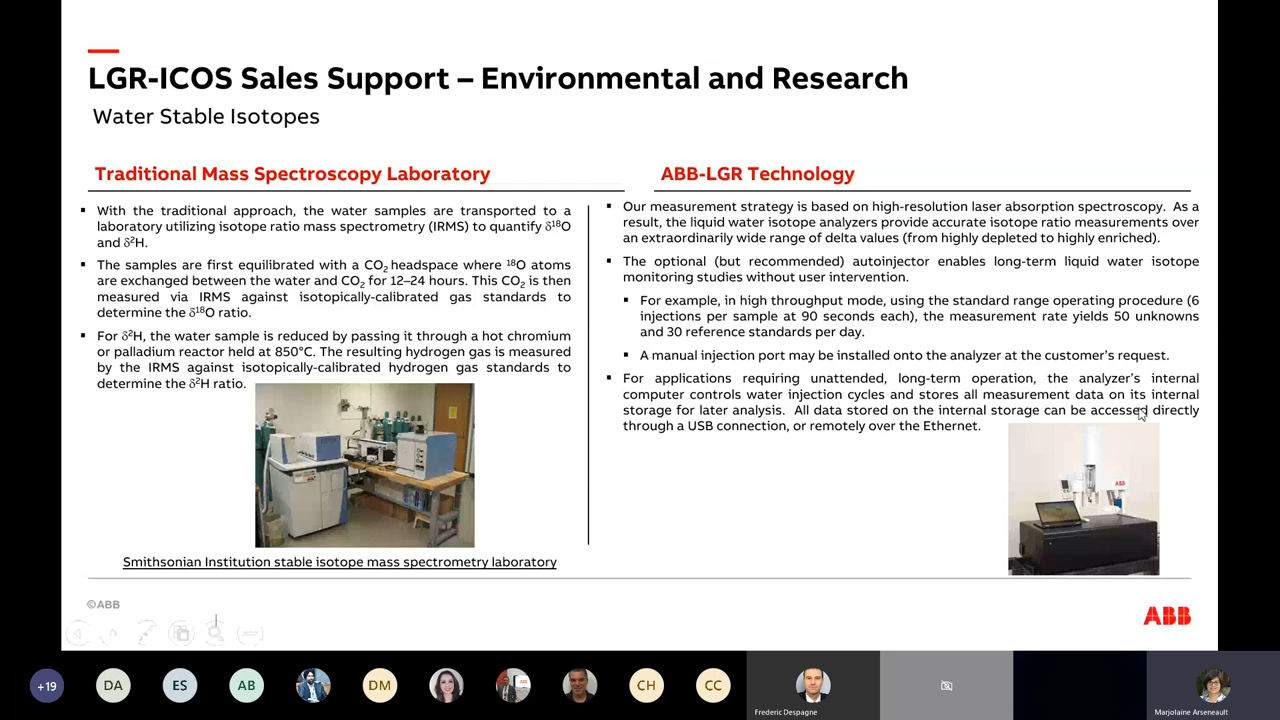 LGR-ICOS Sales Support – Environmental and Research
Water Stable Isotopes
Traditional Mass Spectroscopy Laboratory
▪ With the traditional approach, the water samples are transported to a
laboratory utilizing isotope ratio mass spectrometry (IRMS) to quantify δ¹⁸O
and δ²H.
▪ The samples are first equilibrated with a CO₂ headspace where ¹⁸O atoms
are exchanged between the water and CO₂ for 12–24 hours. This CO₂ is then
measured via IRMS against isotopically-calibrated gas standards to
determine the δ¹⁸O ratio.
▪ For δ²H, the water sample is reduced by passing it through a hot chromium
or palladium reactor held at 850°C. The resulting hydrogen gas is measured
by the IRMS against isotopically-calibrated hydrogen gas standards to
determine the δ²H ratio.
Smithsonian Institution stable isotope mass spectrometry laboratory
ABB-LGR Technology
▪ Our measurement strategy is based on high-resolution laser absorption spectroscopy. As a
result, the liquid water isotope analyzers provide accurate isotope ratio measurements over
an extraordinarily wide range of delta values (from highly depleted to highly enriched).
▪ The optional (but recommended) autoinjector enables long-term liquid water isotope
monitoring studies without user intervention.
▪ For example, in high throughput mode, using the standard range operating procedure (6
injections per sample at 90 seconds each), the measurement rate yields 50 unknowns
and 30 reference standards per day.
▪ A manual injection port may be installed onto the analyzer at the customer's request.
▪ For applications requiring unattended, long-term operation, the analyzer's internal
computer controls water injection cycles and stores all measurement data on its internal
storage for later analysis. All data stored on the internal storage can be accessed directly
through a USB connection, or remotely over the Ethernet.
ABB
©ABB
ABB
+19
DA
ES
AB
DM
CH
CC
Frederic Despagne
Marjolaine Arseneault